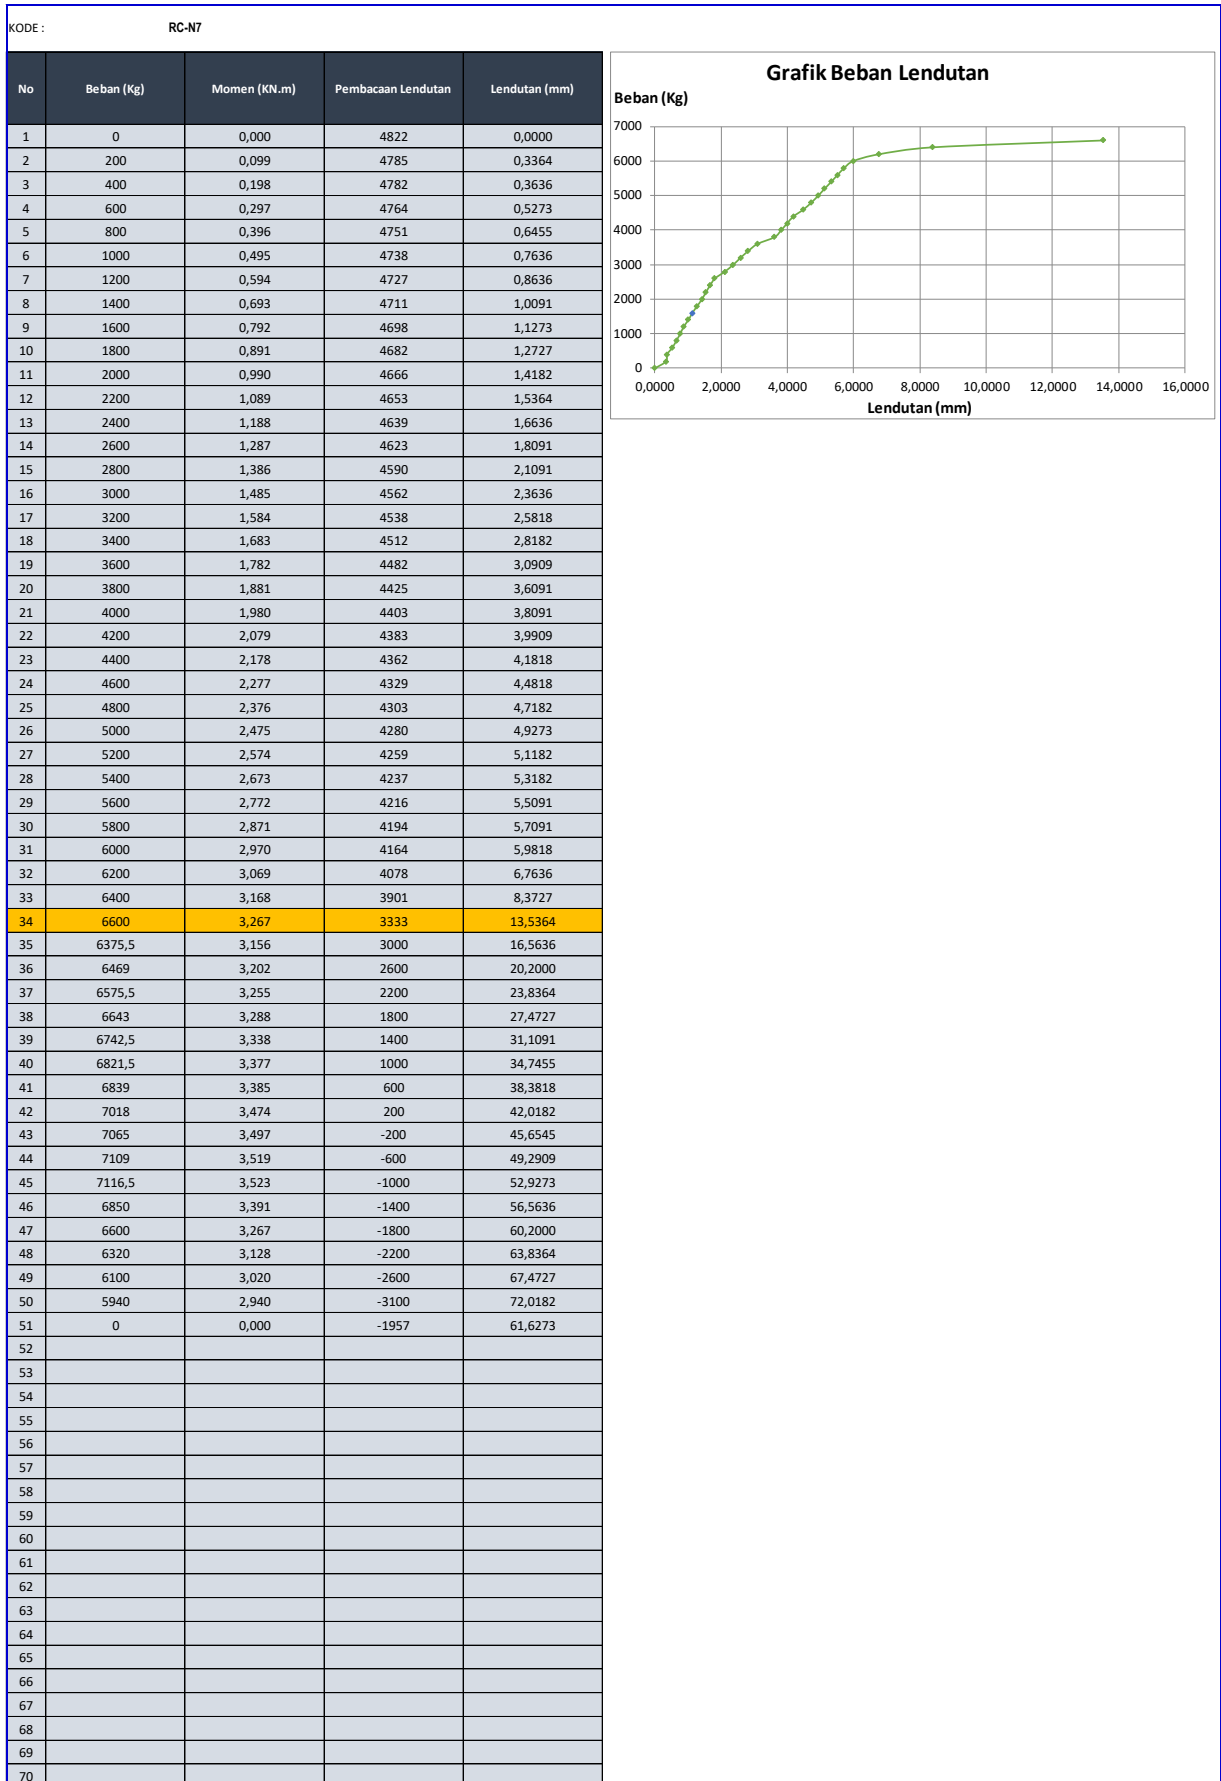 KODE : RC-N7
No Beban (Kg) Momen (KN.m) Pembacaan Lendutan Lendutan (mm)
1 0 0,000 4822 0,0000
2 200 0,099 4785 0,3364
3 400 0,198 4782 0,3636
4 600 0,297 4764 0,5273
5 800 0,396 4751 0,6455
6 1000 0,495 4738 0,7636
7 1200 0,594 4727 0,8636
8 1400 0,693 4711 1,0091
9 1600 0,792 4698 1,1273
10 1800 0,891 4682 1,2727
11 2000 0,990 4666 1,4182
12 2200 1,089 4653 1,5364
13 2400 1,188 4639 1,6636
14 2600 1,287 4623 1,8091
15 2800 1,386 4590 2,1091
16 3000 1,485 4562 2,3636
17 3200 1,584 4538 2,5818
18 3400 1,683 4512 2,8182
19 3600 1,782 4482 3,0909
20 3800 1,881 4425 3,6091
21 4000 1,980 4403 3,8091
22 4200 2,079 4383 3,9909
23 4400 2,178 4362 4,1818
24 4600 2,277 4329 4,4818
25 4800 2,376 4303 4,7182
26 5000 2,475 4280 4,9273
27 5200 2,574 4259 5,1182
28 5400 2,673 4237 5,3182
29 5600 2,772 4216 5,5091
30 5800 2,871 4194 5,7091
31 6000 2,970 4164 5,9818
32 6200 3,069 4078 6,7636
33 6400 3,168 3901 8,3727
34 6600 3,267 3333 13,5364
35 6375,5 3,156 3000 16,5636
36 6469 3,202 2600 20,2000
37 6575,5 3,255 2200 23,8364
38 6643 3,288 1800 27,4727
39 6742,5 3,338 1400 31,1091
40 6821,5 3,377 1000 34,7455
41 6839 3,385 600 38,3818
42 7018 3,474 200 42,0182
43 7065 3,497 -200 45,6545
44 7109 3,519 -600 49,2909
45 7116,5 3,523 -1000 52,9273
46 6850 3,391 -1400 56,5636
47 6600 3,267 -1800 60,2000
48 6320 3,128 -2200 63,8364
49 6100 3,020 -2600 67,4727
50 5940 2,940 -3100 72,0182
51 0 0,000 -1957 61,6273
52
53
54
55
56
57
58
59
60
61
62
63
64
65
66
67
68
69
70
Grafik Beban Lendutan
Beban (Kg)
7000
6000
5000
4000
3000
2000
1000
0
0,0000 2,0000 4,0000 6,0000 8,0000 10,0000 12,0000 14,0000 16,0000
Lendutan (mm)